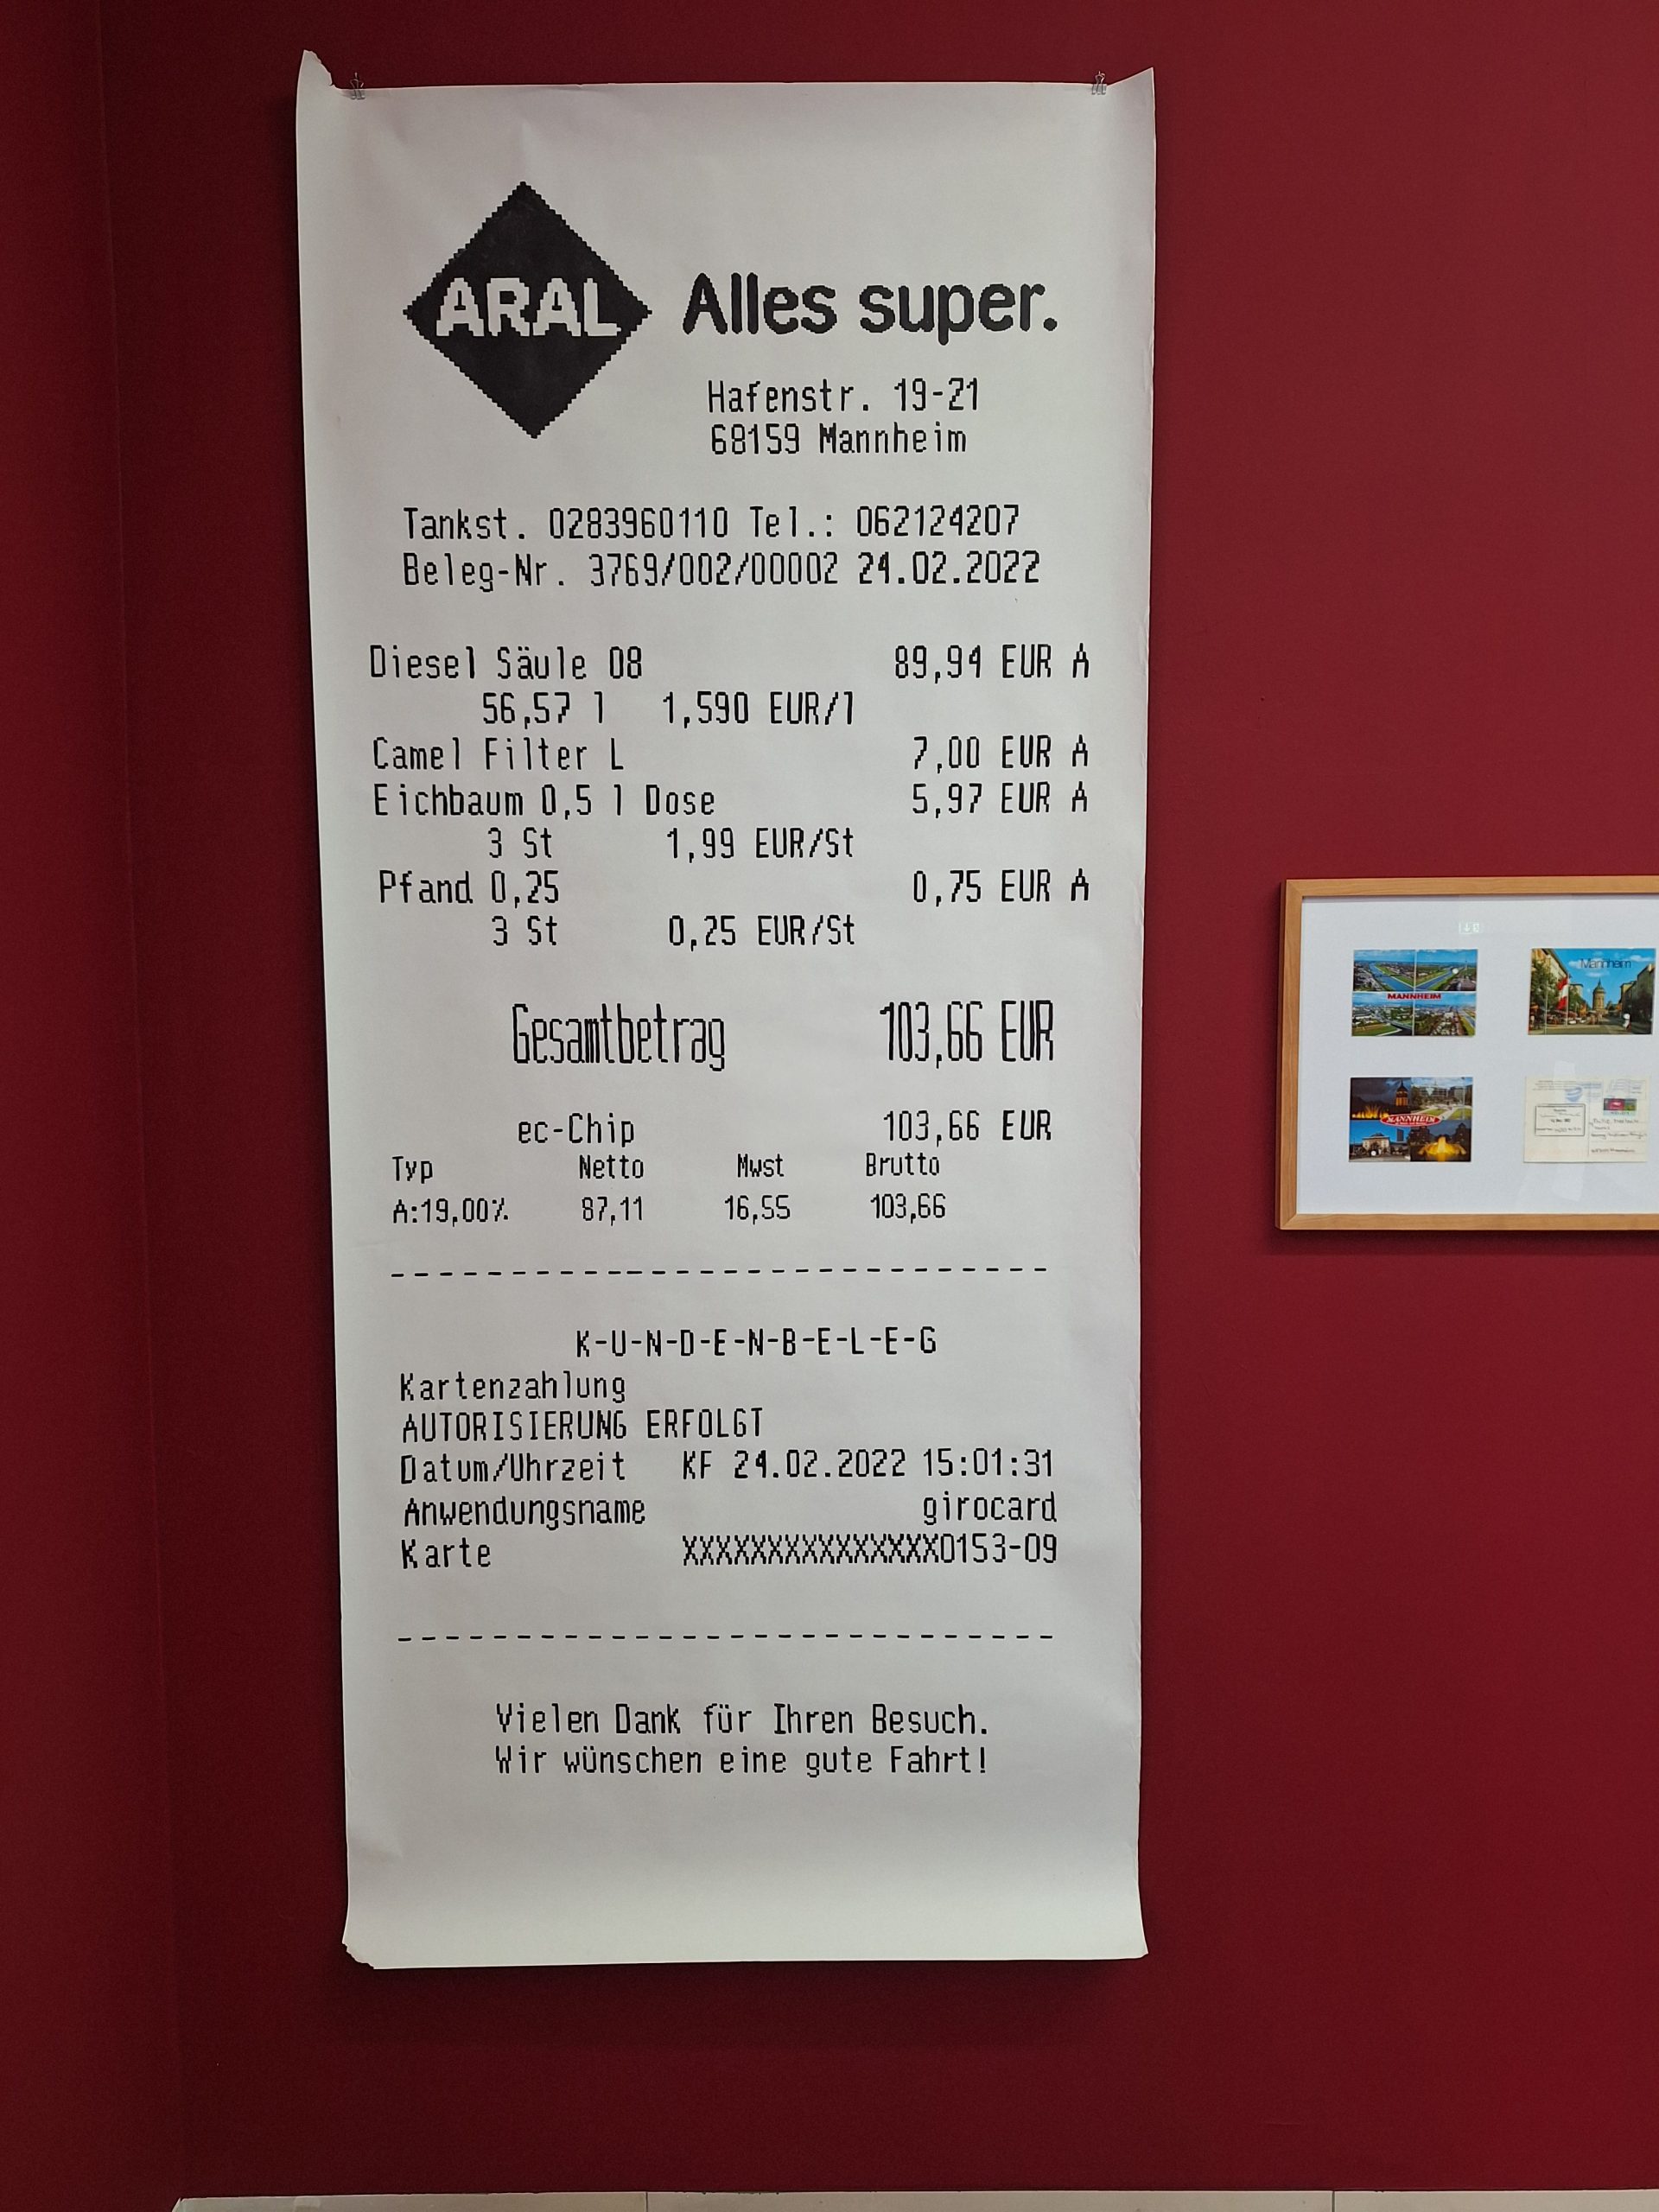 ARAL Alles super.
Hafenstr. 19-21
68159 Mannheim
Tankst. 0283960110 Tel.: 062124207
Beleg-Nr. 3769/002/00002 24.02.2022
Diesel Säule 08 89,94 EUR A
56,57 l 1,590 EUR/l
Camel Filter L 7,00 EUR A
Eichbaum 0,5 l Dose 5,97 EUR A
3 St 1,99 EUR/St
Pfand 0,25 0,75 EUR A
3 St 0,25 EUR/St
Gesamtbetrag 103,66 EUR
ec-Chip 103,66 EUR
Typ Netto Mwst Brutto
A:19,00% 87,11 16,55 103,66
K-U-N-D-E-N-B-E-L-E-G
Kartenzahlung
AUTORISIERUNG ERFOLGT
Datum/Uhrzeit KF 24.02.2022 15:01:31
Anwendungsname girocard
Karte XXXXXXXXXXXXXXX0153-09
Vielen Dank für Ihren Besuch.
Wir wünschen eine gute Fahrt!
MANNHEIM
Mannheim
MANNHEIM